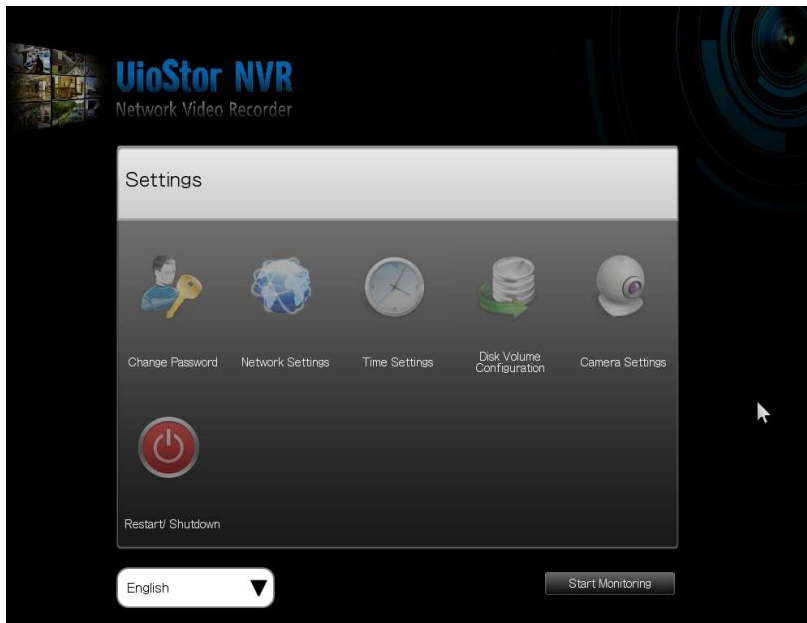 VioStor NVR
Network Video Recorder
Settings
Change Password
Network Settings
Time Settings
Disk Volume
Configuration
Camera Settings
Restart/ Shutdown
English
Start Monitoring